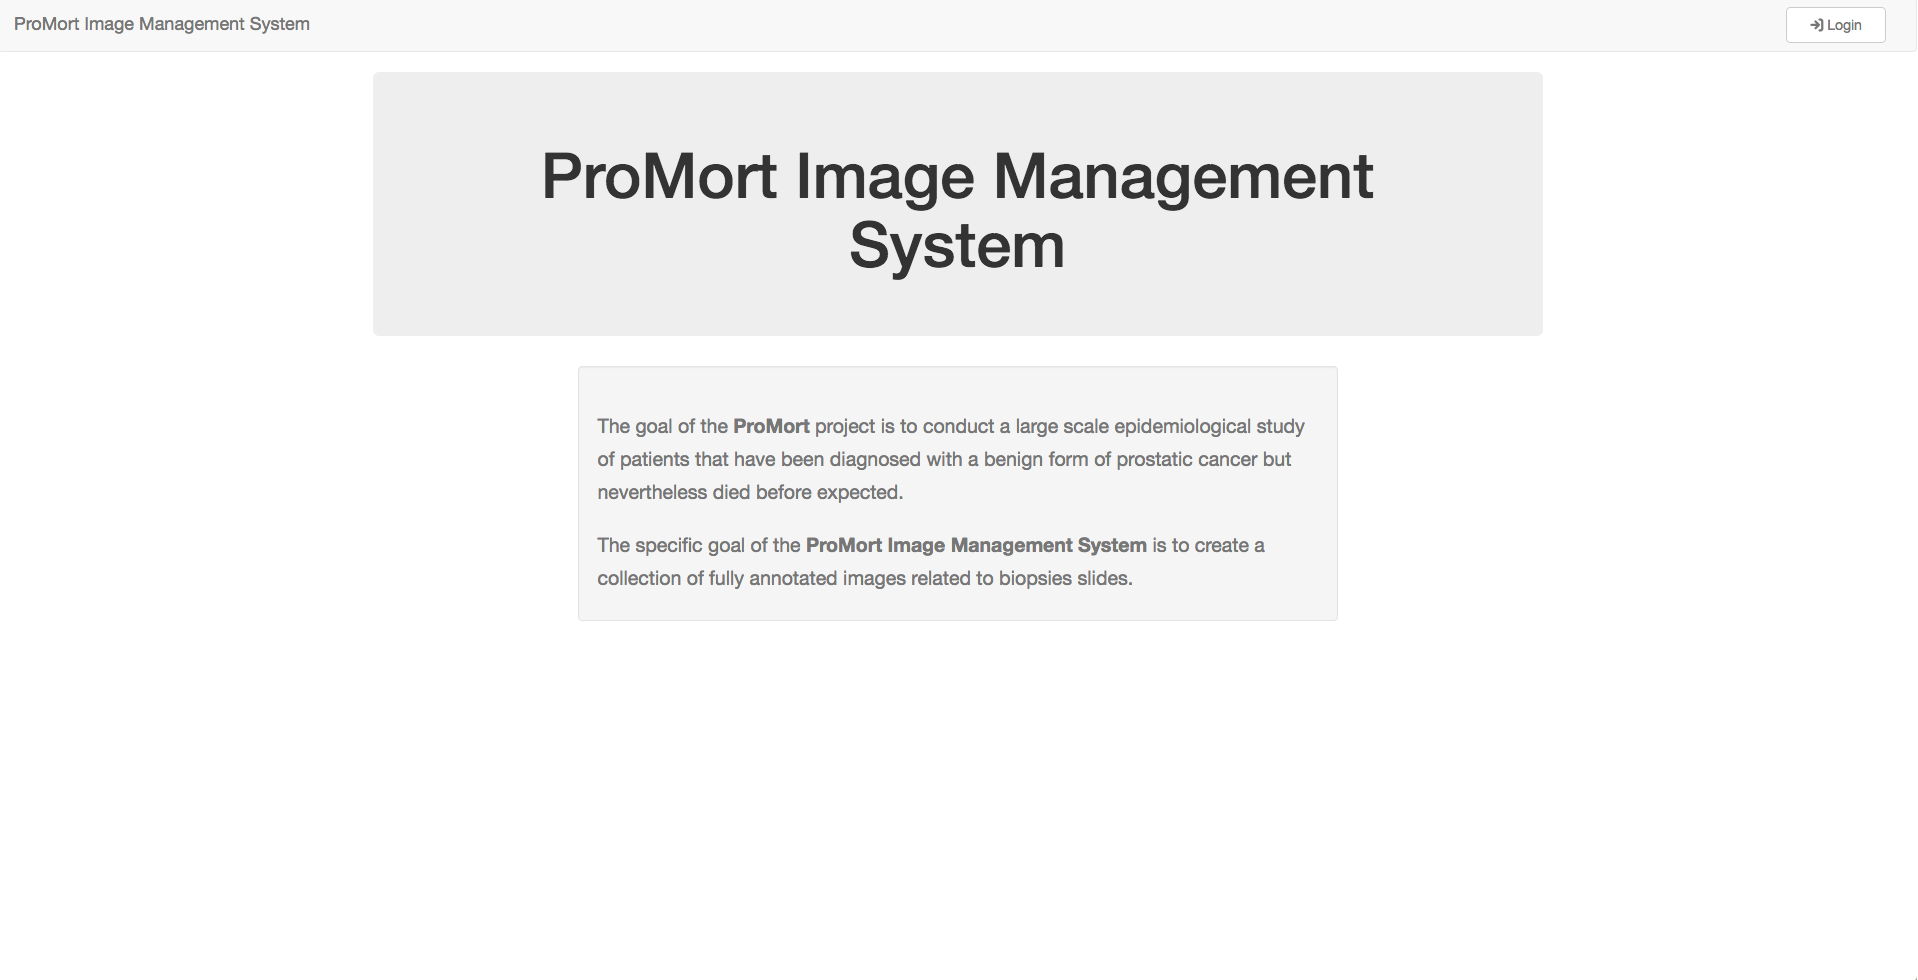 ProMort Image Management System
Login
ProMort Image Management
System
The goal of the ProMort project is to conduct a large scale epidemiological study
of patients that have been diagnosed with a benign form of prostatic cancer but
nevertheless died before expected.
The specific goal of the ProMort Image Management System is to create a
collection of fully annotated images related to biopsies slides.